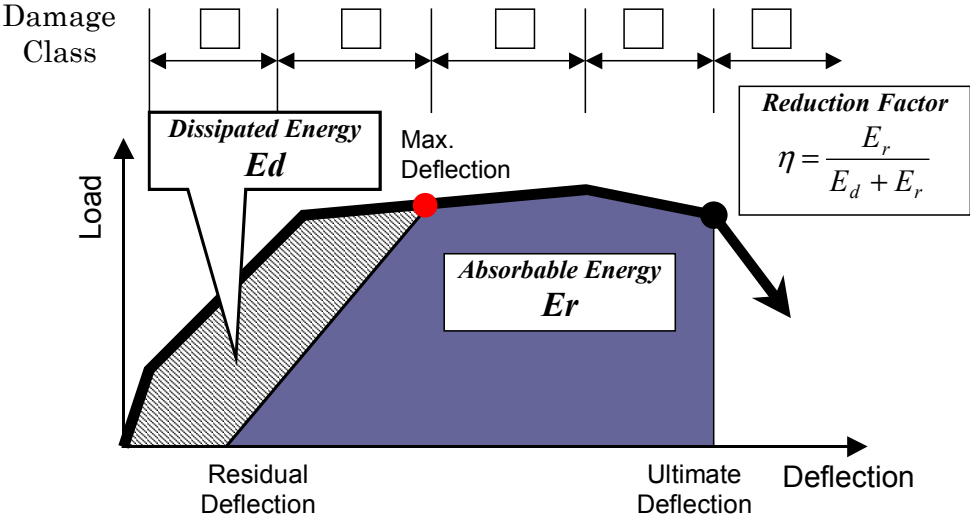 Damage
Class
□ □ □ □ □
Dissipated Energy
Ed
Max.
Deflection
Reduction Factor
η = E_r / (E_d + E_r)
Load
Absorbable Energy
Er
Residual
Deflection
Ultimate
Deflection
Deflection